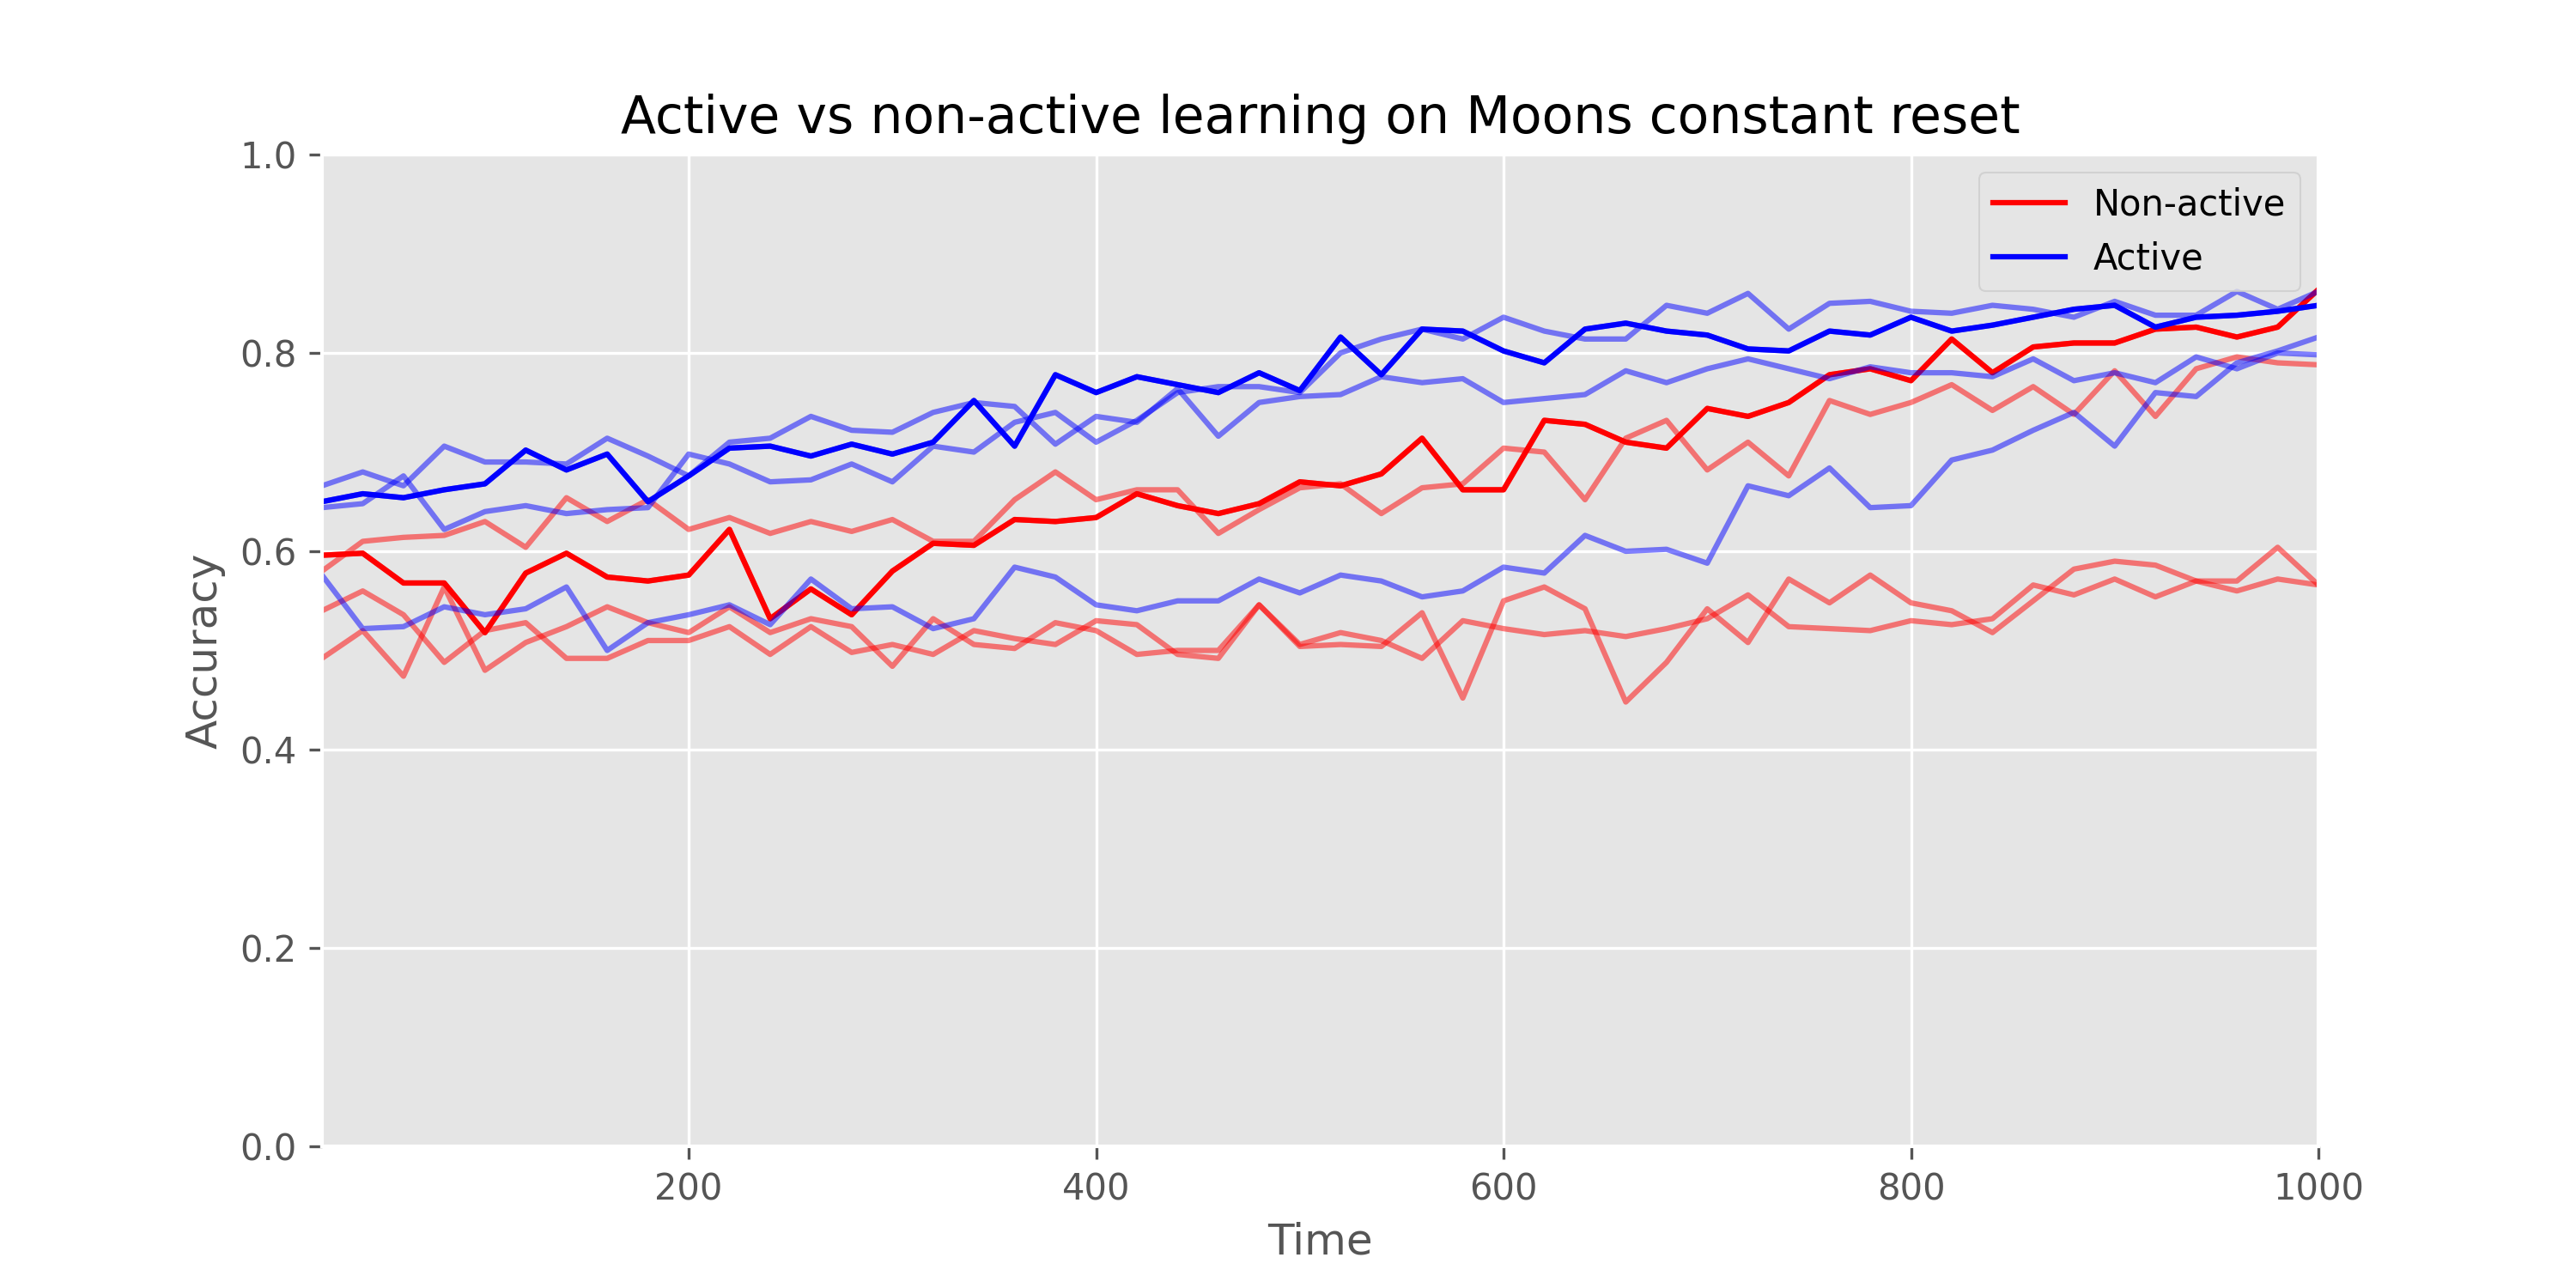 Active vs non-active learning on Moons constant reset
1.0
0.8
0.6
0.4
0.2
0.0
Accuracy
Non-active
Active
200 400 600 800 1000
Time